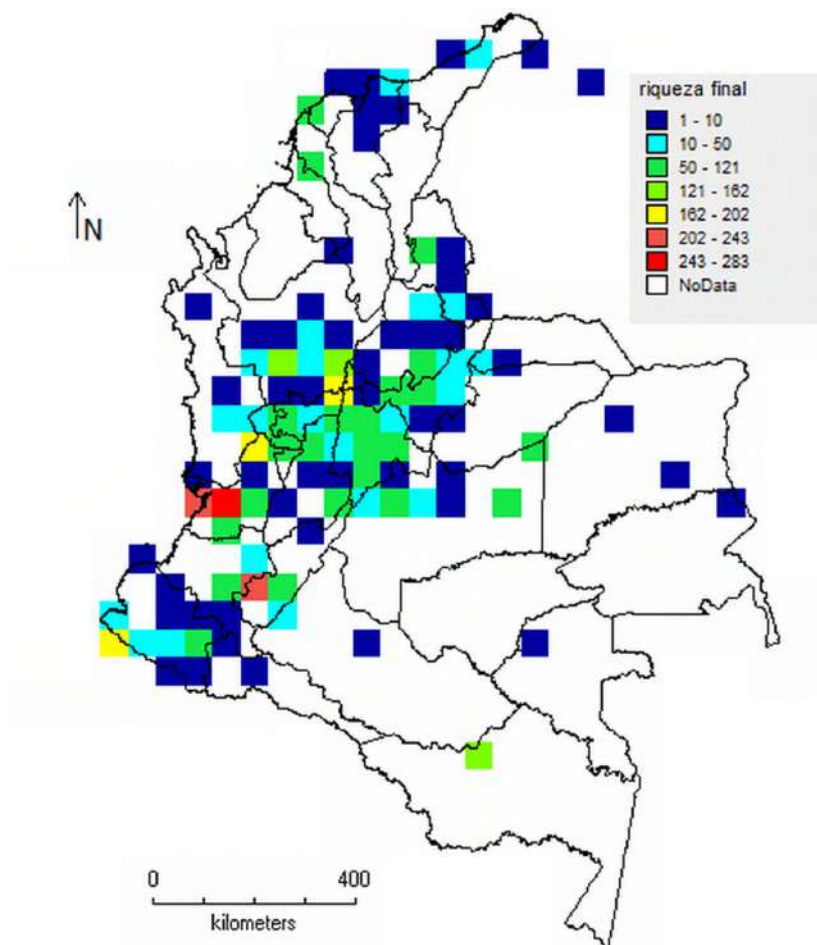 riqueza final
1 - 10
10 - 50
50 - 121
121 - 162
162 - 202
202 - 243
243 - 283
NoData
N
0 400
kilometers